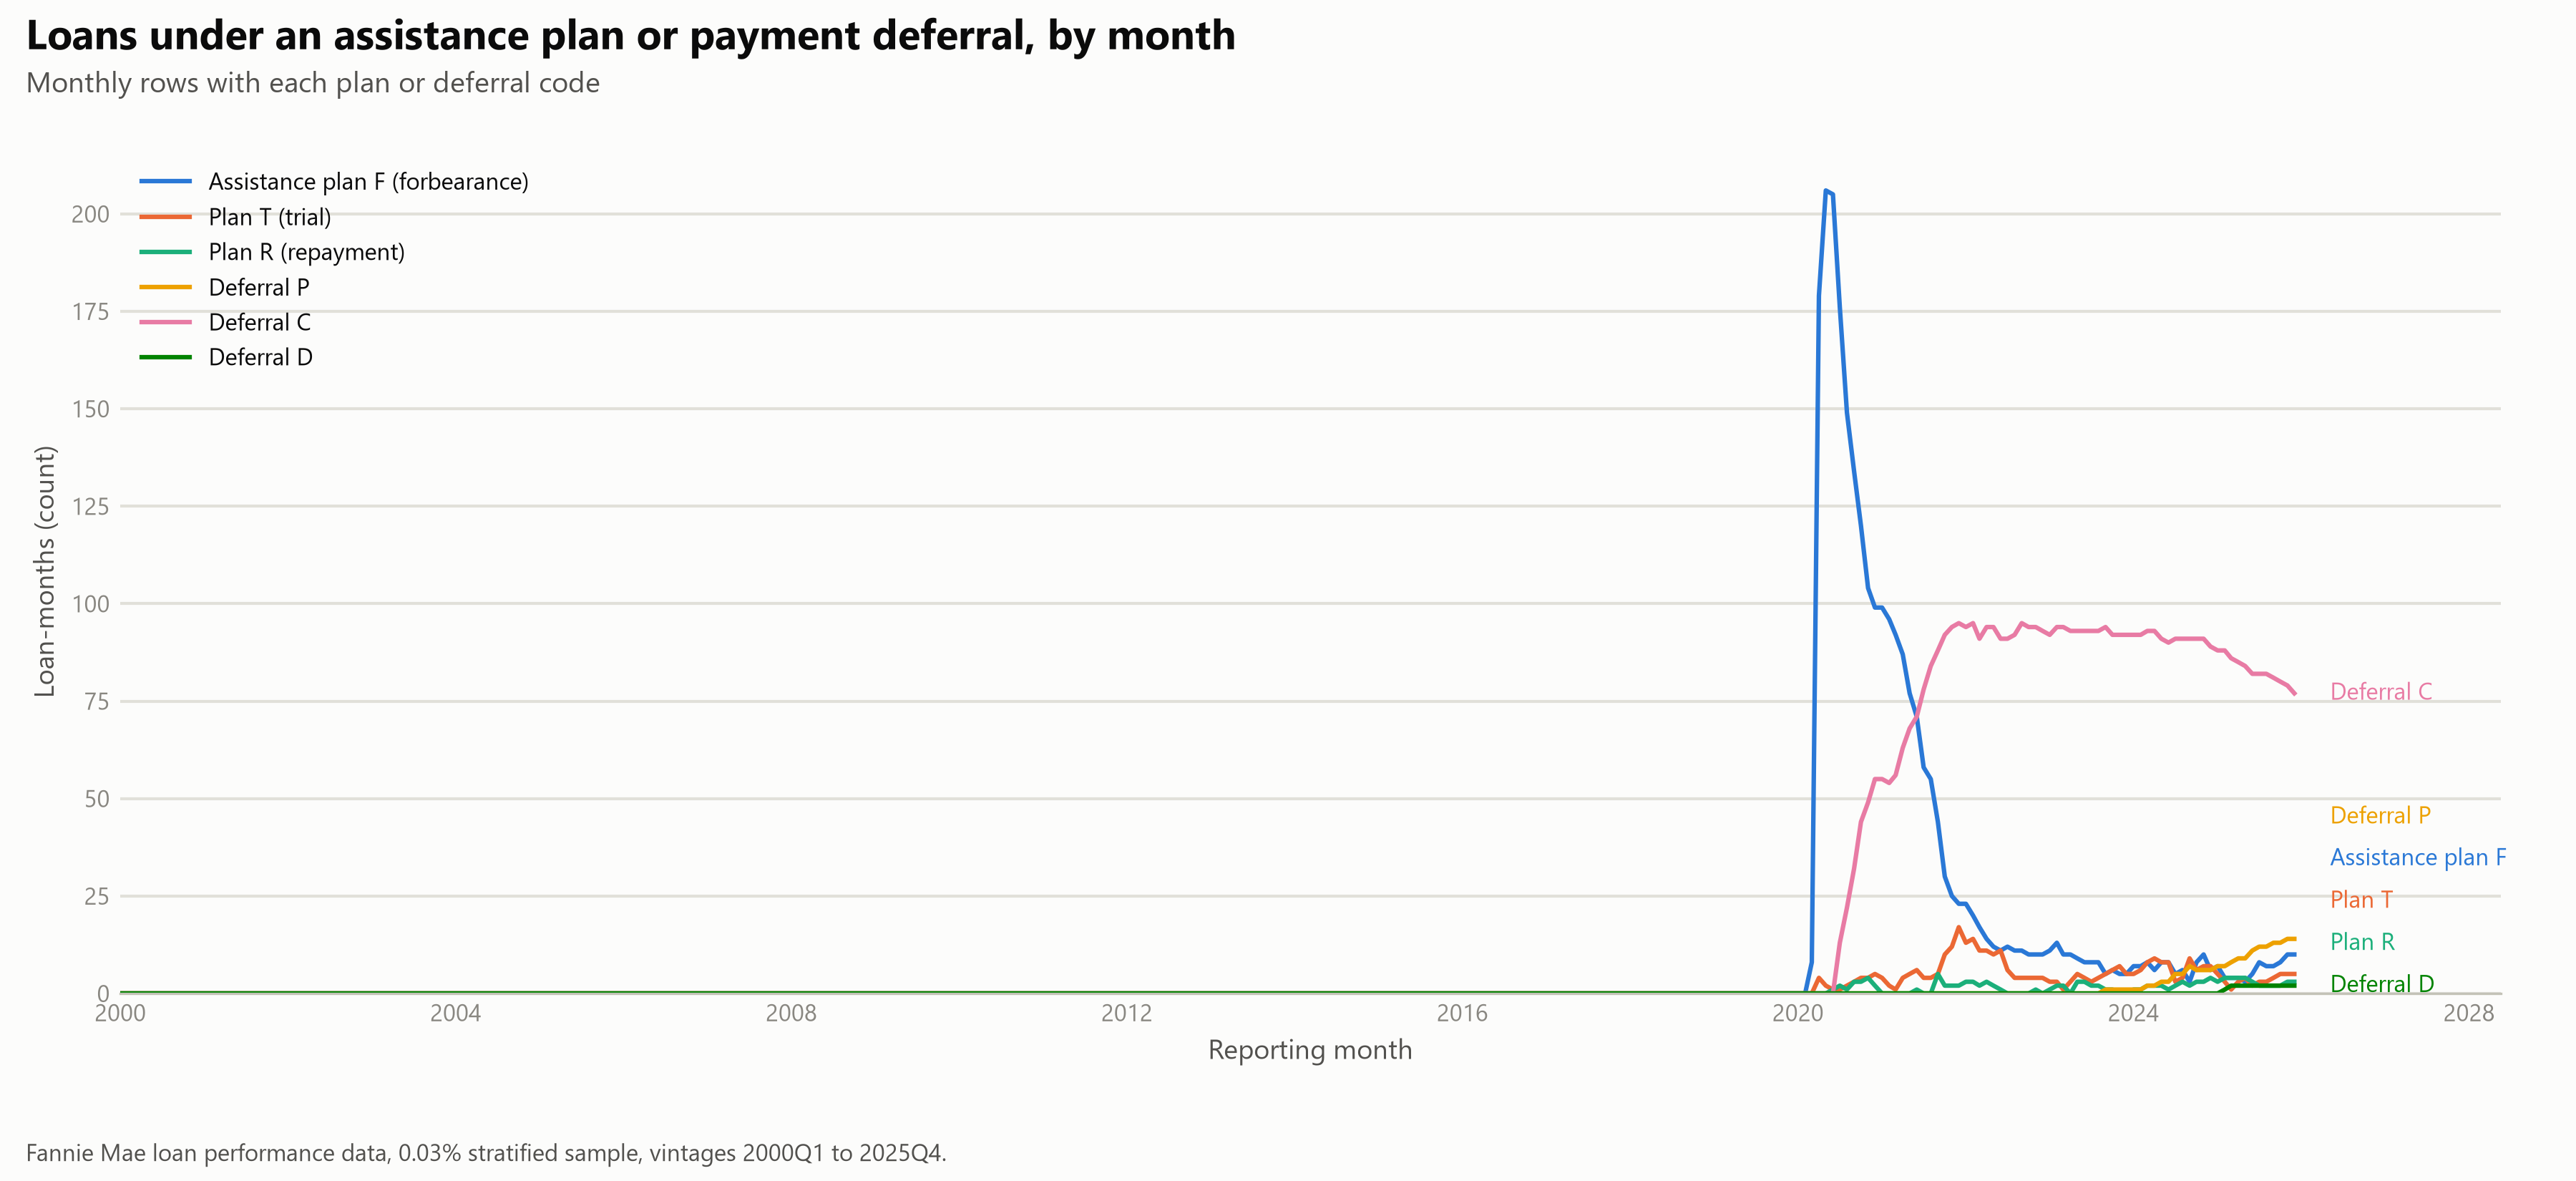 Loans under an assistance plan or payment deferral, by month
Monthly rows with each plan or deferral code
Assistance plan F (forbearance)
Plan T (trial)
Plan R (repayment)
Deferral P
Deferral C
Deferral D
Loan-months (count)
200
175
150
125
100
75
50
25
0
Deferral C
Deferral P
Assistance plan F
Plan T
Plan R
Deferral D
2000 2004 2008 2012 2016 2020 2024 2028
Reporting month
Fannie Mae loan performance data, 0.03% stratified sample, vintages 2000Q1 to 2025Q4.